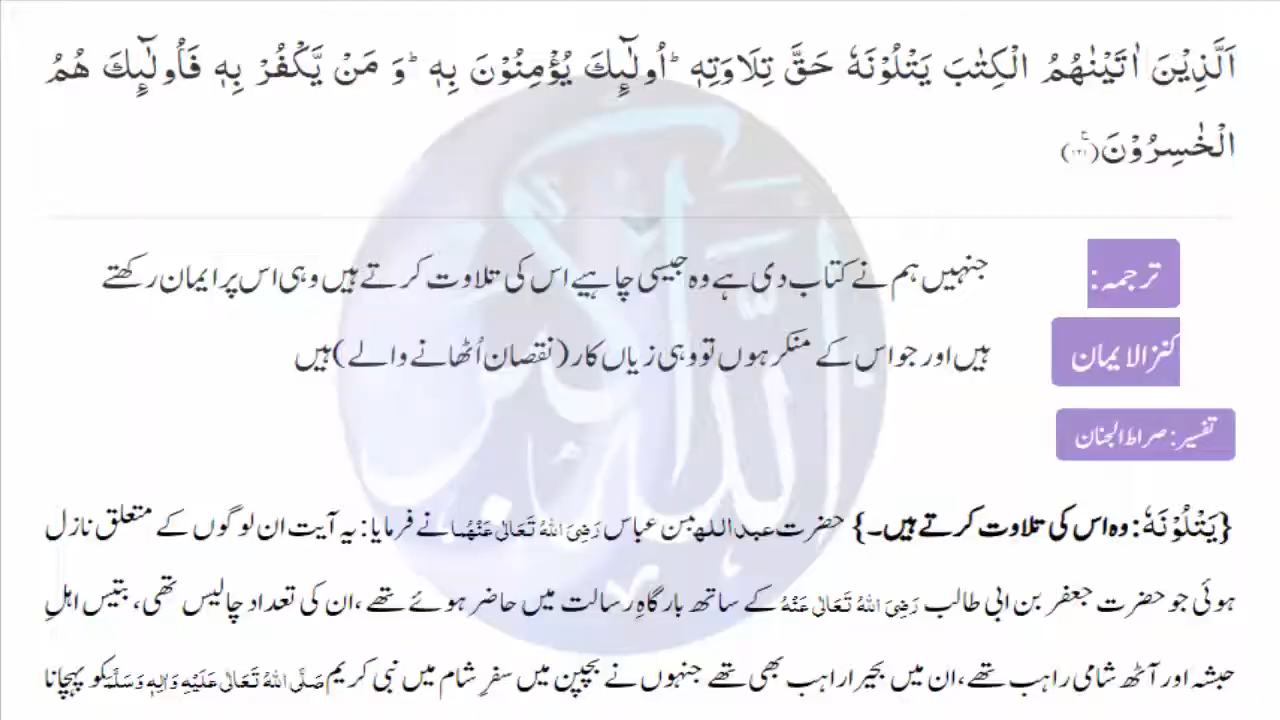 اَلَّذِیْنَ اٰتَیْنٰهُمُ الْكِتٰبَ یَتْلُوْنَهٗ حَقَّ تِلَاوَتِهٖؕ-اُولٰٓىٕكَ یُؤْمِنُوْنَ بِهٖؕ-وَ مَنْ یَّكْفُرْ بِهٖ فَاُولٰٓىٕكَ هُمُ
الْخٰسِرُوْنَ۠(۱۲۱)
ترجمہ: جنہیں ہم نے کتاب دی ہے وہ جیسی چاہیے اس کی تلاوت کرتے ہیں وہی اس پر ایمان رکھتے
کنزالایمان ہیں اور جو اس کے منکر ہوں تو وہی زیاں کار(نقصان اُٹھانے والے)ہیں
تفسیر: صراط الجنان
{یَتْلُوْنَهٗ: وہ اس کی تلاوت کرتے ہیں۔} حضرت عبداللہ بن عباس رَضِیَ اللہُ تَعَالٰی عَنْہُما نے فرمایا: یہ آیت ان لوگوں کے متعلق نازل
ہوئی جو حضرت جعفر بن ابی طالب رَضِیَ اللہُ تَعَالٰی عَنْہُ کے ساتھ بارگاہِ رسالت میں حاضر ہوئے تھے ،ان کی تعداد چالیس تھی، بتیس اہلِ
حبشہ اور آٹھ شامی راہب تھے،ان میں بحیرا راہب بھی تھے جنہوں نے بچپن میں سفرِ شام میں نبی کریم صَلَّی اللہُ تَعَالٰی عَلَیْہِ وَاٰلِہٖ وَسَلَّمَ کو پہچانا
اللہ اکبر